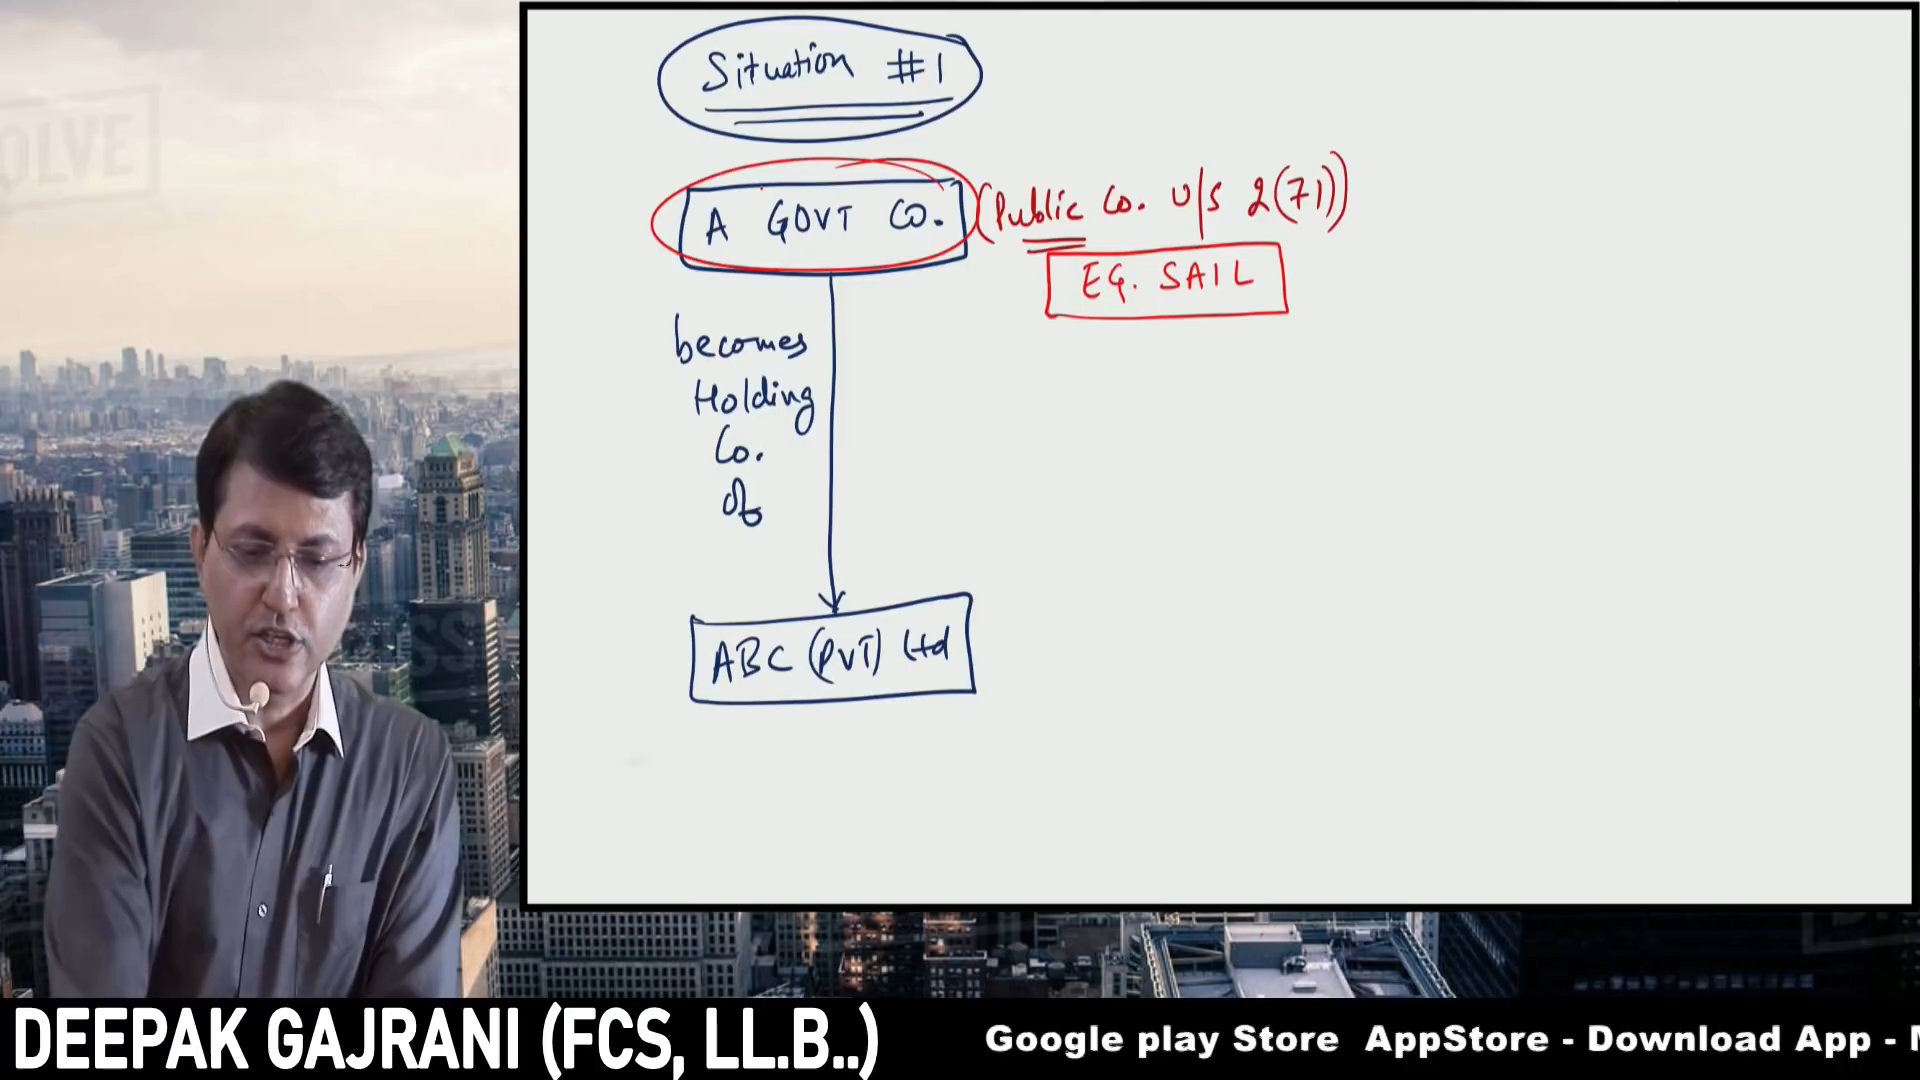 OLVE
Situation #1
A GOVT CO. (Public Co. U/S 2(71))
EG. SAIL
becomes
Holding
Co.
of
ABC (PVT) Ltd
DEEPAK GAJRANI (FCS, LL.B..)
Google play Store AppStore - Download App -